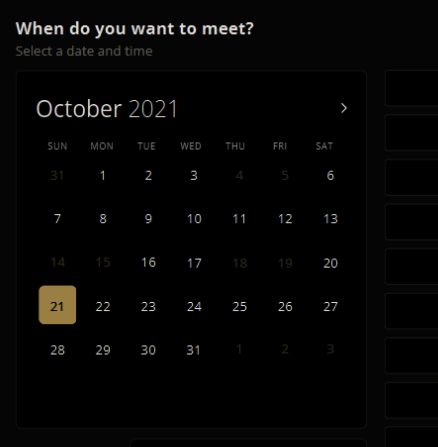 When do you want to meet?
Select a date and time
October 2021
SUN MON TUE WED THU FRI SAT
31 1 2 3 4 5 6
7 8 9 10 11 12 13
14 15 16 17 18 19 20
21 22 23 24 25 26 27
28 29 30 31 1 2 3